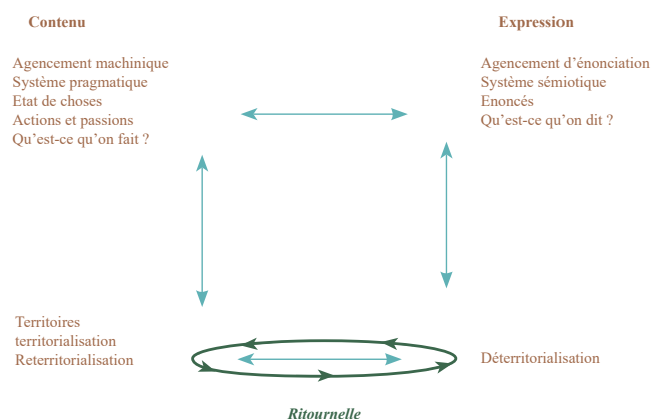 Contenu
Expression
Agencement machinique
Système pragmatique
Etat de choses
Actions et passions
Qu'est-ce qu'on fait ?
Agencement d'énonciation
Système sémiotique
Enoncés
Qu'est-ce qu'on dit ?
Territoires
territorialisation
Reterritorialisation
Déterritorialisation
Ritournelle